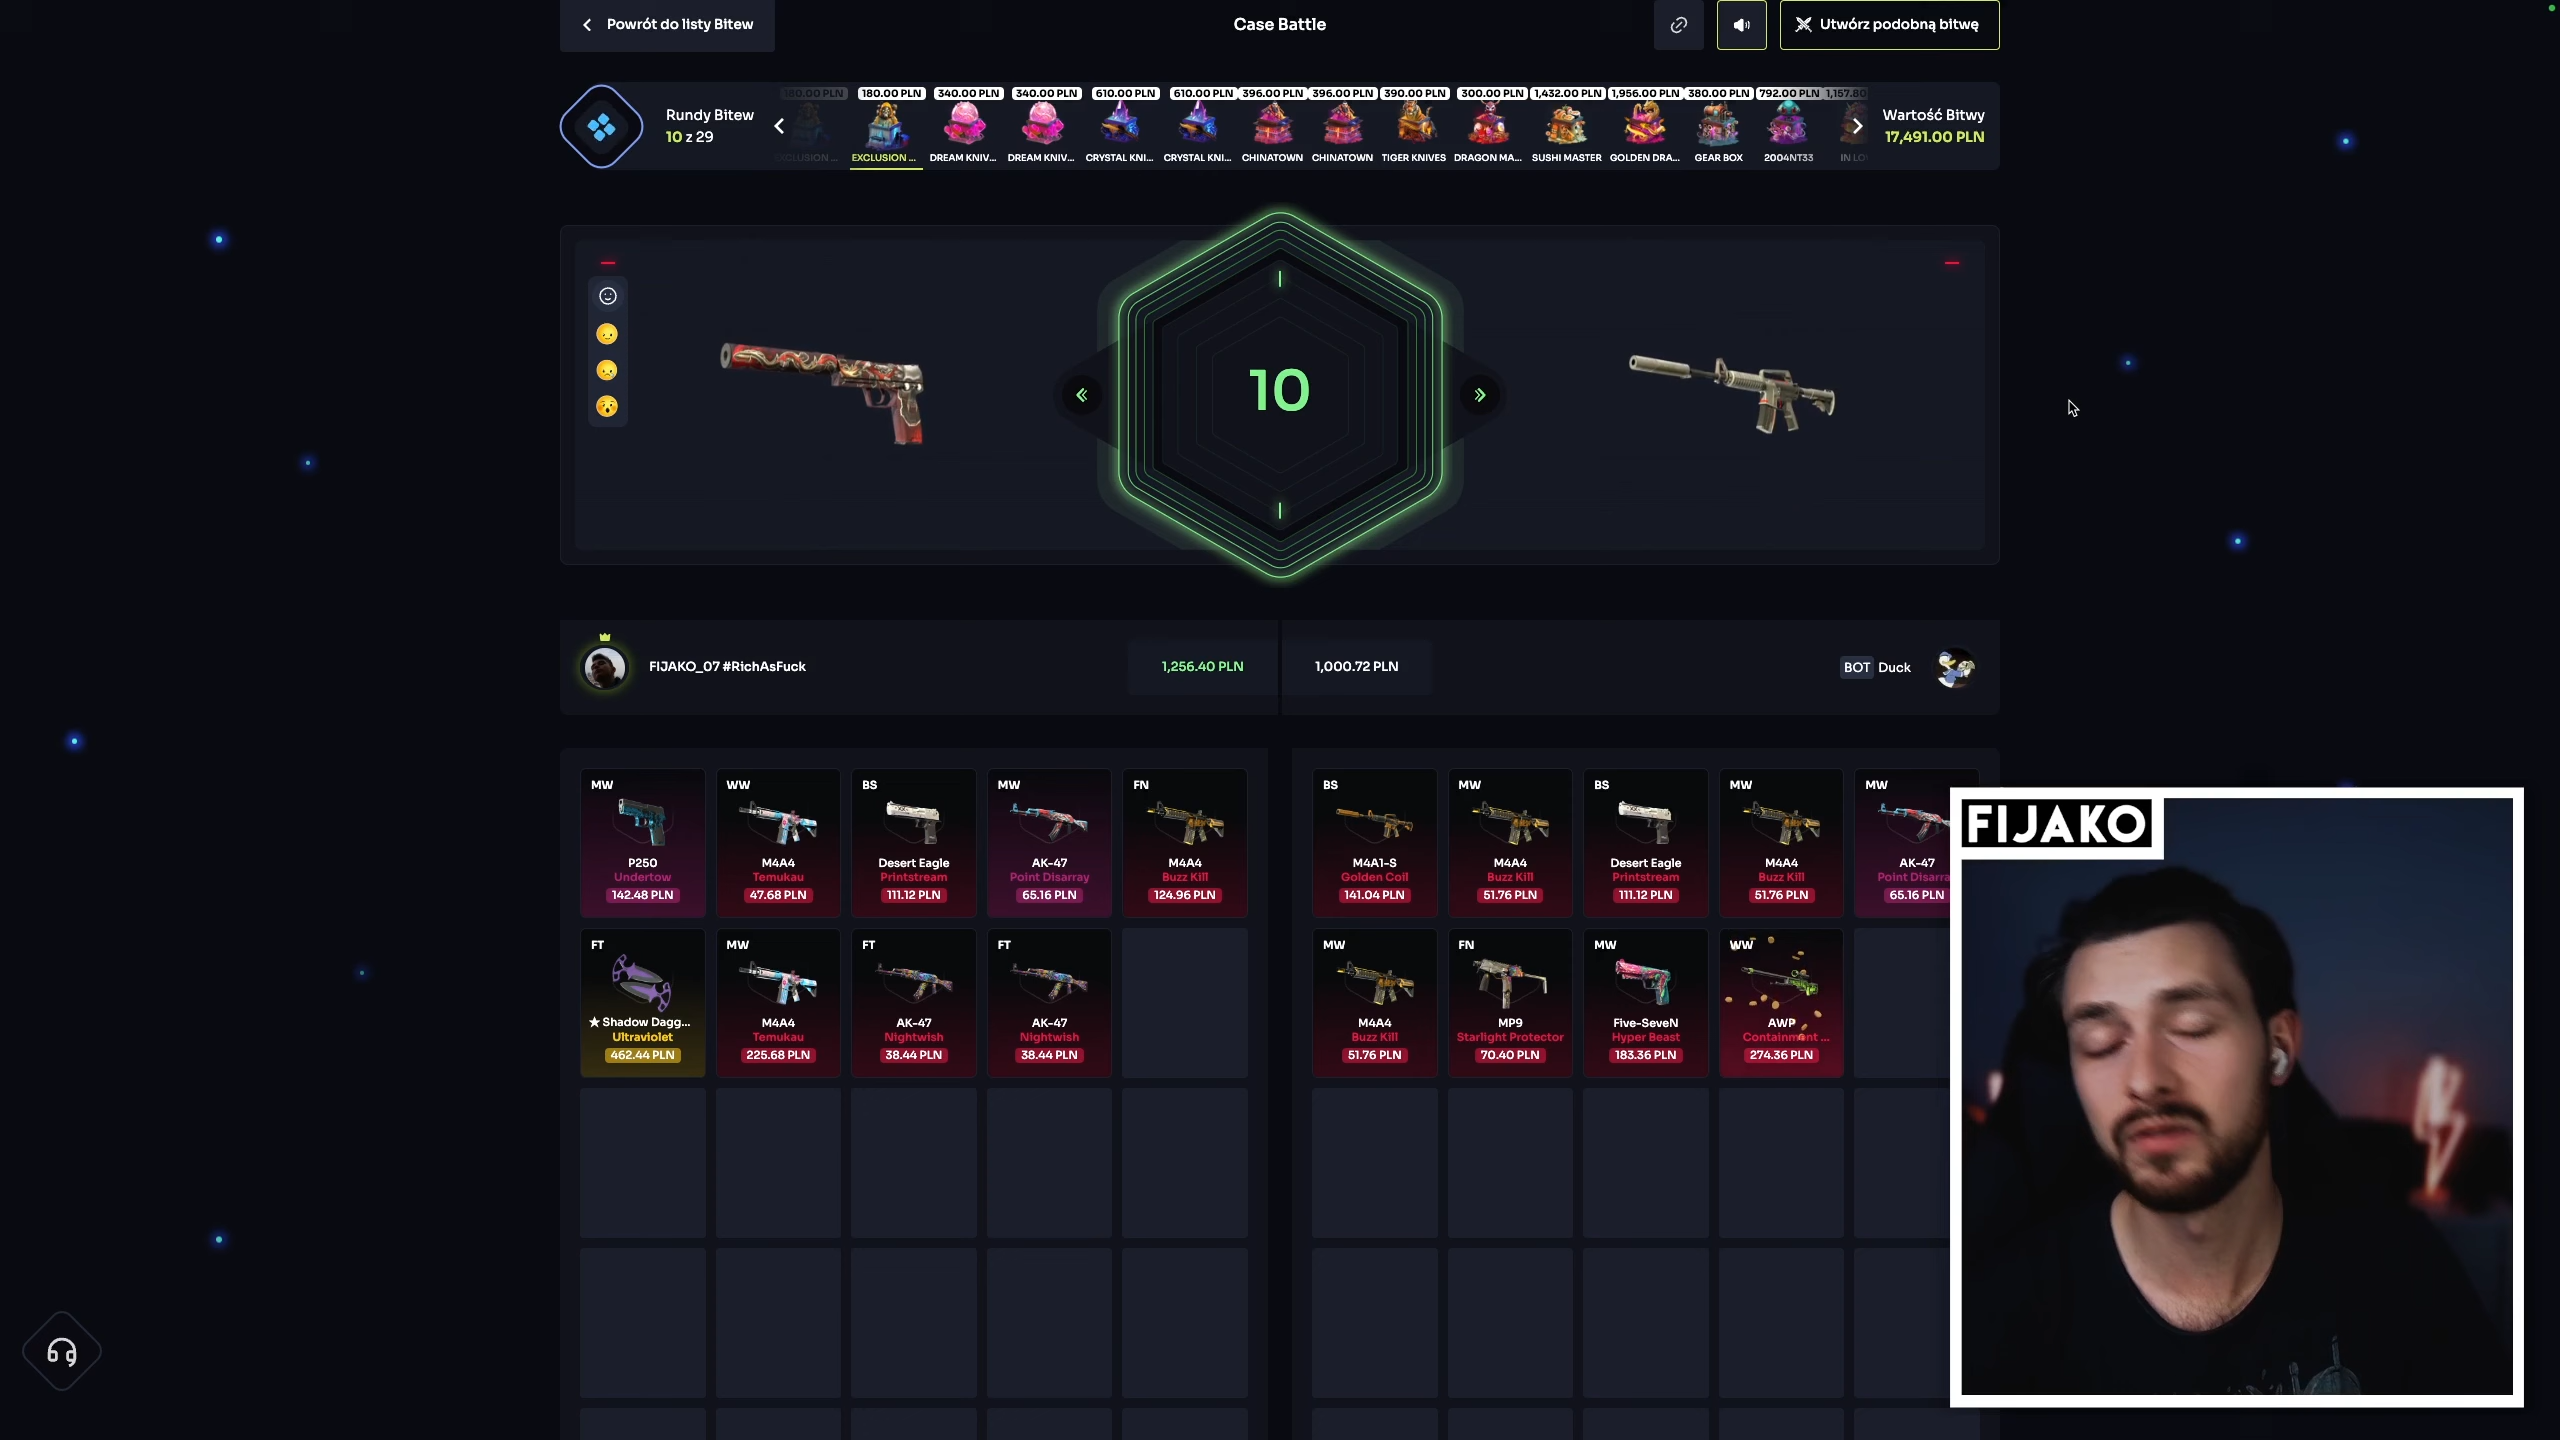 Powrót do listy Bitew
Case Battle
Utwórz podobną bitwę
Rundy Bitew
10 z 29
180.00 PLN
180.00 PLN
340.00 PLN
340.00 PLN
610.00 PLN
610.00 PLN
396.00 PLN
396.00 PLN
390.00 PLN
300.00 PLN
1,432.00 PLN
1,956.00 PLN
380.00 PLN
792.00 PLN
1,157.80
EXCLUSION ...
DREAM KNIV...
DREAM KNIV...
CRYSTAL KNI...
CRYSTAL KNI...
CHINATOWN
CHINATOWN
TIGER KNIVES
DRAGON MA...
SUSHI MASTER
GOLDEN DRA...
GEAR BOX
2004NT33
Wartość Bitwy
17,491.00 PLN
10
FIJAKO_07 #RichAsFuck
1,256.40 PLN
1,000.72 PLN
BOT Duck
MW
P250
Undertow
142.48 PLN
WW
M4A4
Temukau
47.68 PLN
BS
Desert Eagle
Printstream
111.12 PLN
MW
AK-47
Point Disarray
65.16 PLN
FN
M4A4
Buzz Kill
124.96 PLN
FT
★ Shadow Dagg...
Ultraviolet
462.44 PLN
MW
M4A4
Temukau
225.68 PLN
FT
AK-47
Nightwish
38.44 PLN
FT
AK-47
Nightwish
38.44 PLN
BS
M4A1-S
Golden Coil
141.04 PLN
MW
M4A4
Buzz Kill
51.76 PLN
BS
Desert Eagle
Printstream
111.12 PLN
MW
M4A4
Buzz Kill
51.76 PLN
MW
AK-47
Point Disarra
65.16 PLN
MW
M4A4
Buzz Kill
51.76 PLN
FN
MP9
Starlight Protector
70.40 PLN
MW
Five-SeveN
Hyper Beast
183.36 PLN
WW
AWP
Containment ...
274.36 PLN
FIJAKO